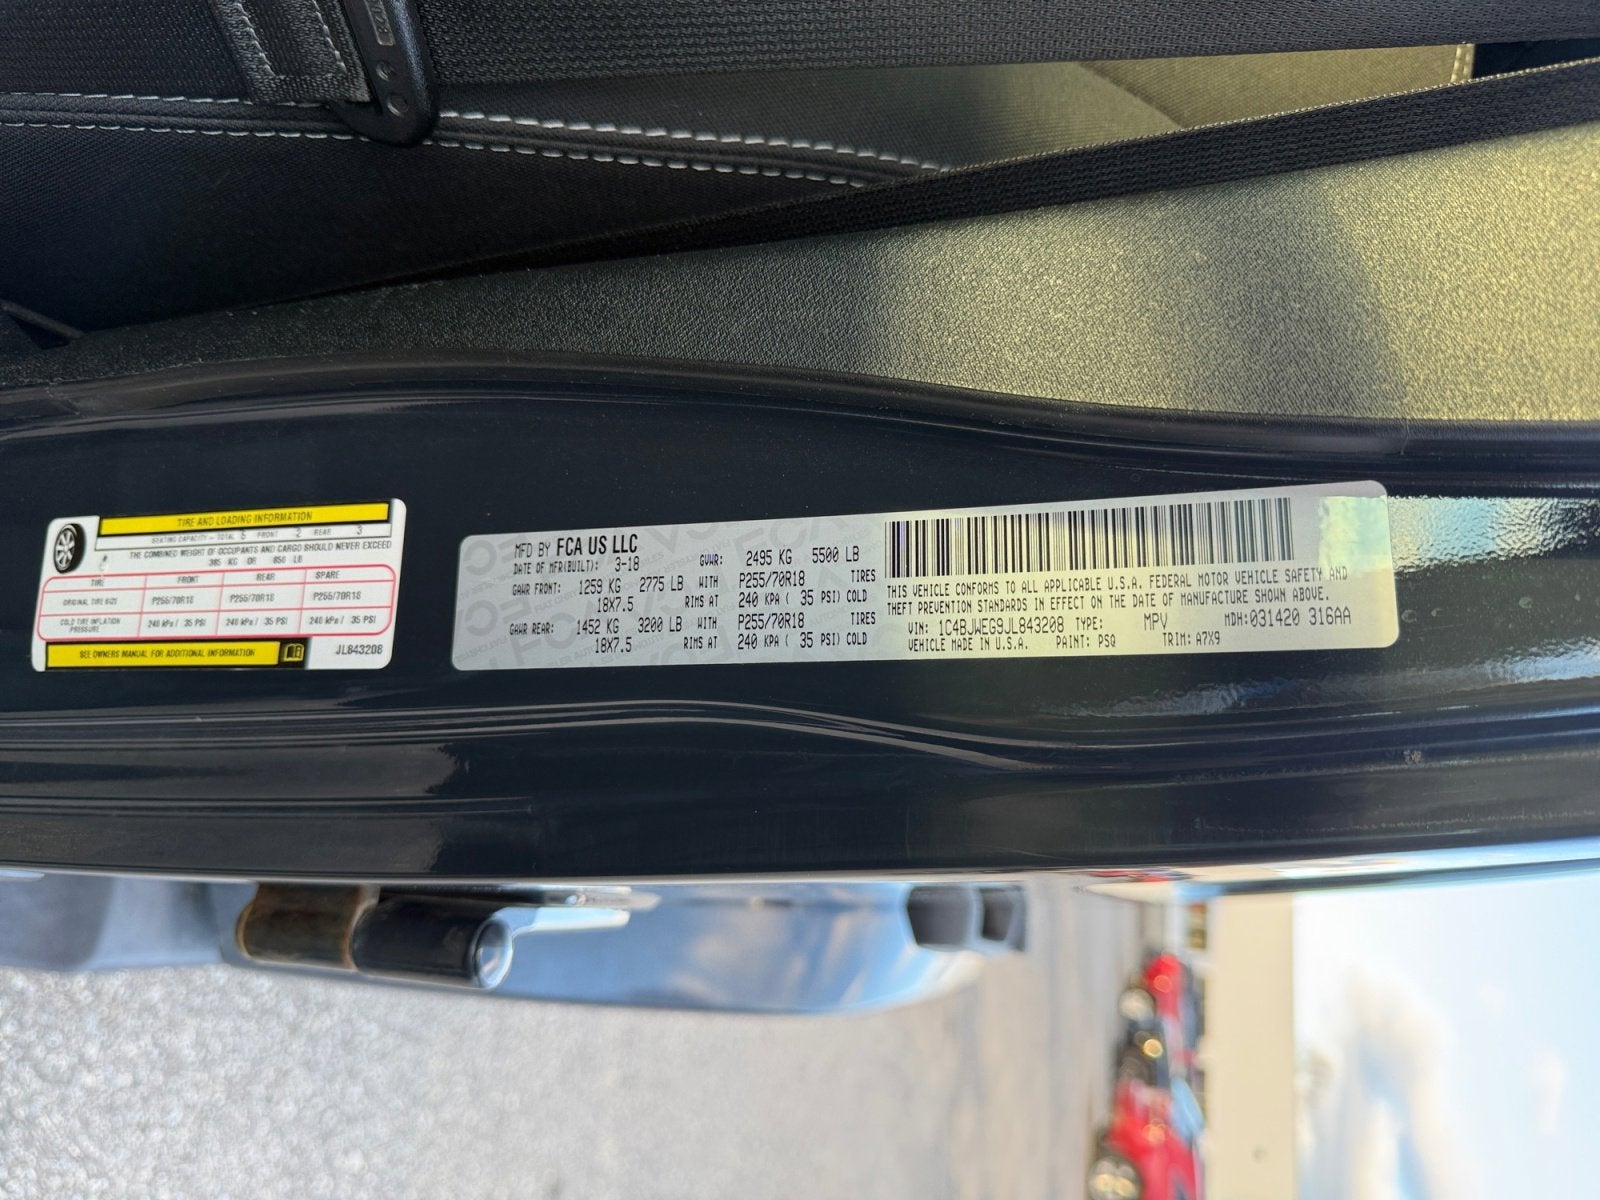 TIRE AND LOADING INFORMATION
SEATING CAPACITY - TOTAL 5 FRONT 2 REAR 3
THE COMBINED WEIGHT OF OCCUPANTS AND CARGO SHOULD NEVER EXCEED
385 KG OR 850 LB
TIRE FRONT REAR SPARE
ORIGINAL TIRE SIZE P255/70R18 P255/70R18 P255/70R18
COLD TIRE INFLATION PRESSURE 240 kPa / 35 PSI 240 kPa / 35 PSI 240 kPa / 35 PSI
SEE OWNERS MANUAL FOR ADDITIONAL INFORMATION
JL843208
MFD BY FCA US LLC
DATE OF MFR(BUILT): 3-18 GVWR: 2495 KG 5500 LB
GAWR FRONT: 1259 KG 2775 LB WITH P255/70R18 TIRES
18X7.5 RIMS AT 240 KPA ( 35 PSI) COLD
GAWR REAR: 1452 KG 3200 LB WITH P255/70R18 TIRES
18X7.5 RIMS AT 240 KPA ( 35 PSI) COLD
THIS VEHICLE CONFORMS TO ALL APPLICABLE U.S.A. FEDERAL MOTOR VEHICLE SAFETY AND
THEFT PREVENTION STANDARDS IN EFFECT ON THE DATE OF MANUFACTURE SHOWN ABOVE.
VIN: 1C4BJWEG9JL843208 TYPE: MPV MDH:031420 316AA
VEHICLE MADE IN U.S.A. PAINT: PSQ TRIM: A7X9